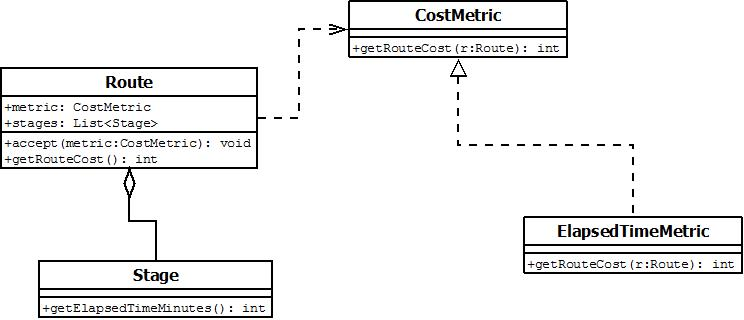 CostMetric
+getRouteCost(r:Route): int
Route
+metric: CostMetric
+stages: List<Stage>
+accept(metric:CostMetric): void
+getRouteCost(): int
ElapsedTimeMetric
+getRouteCost(r:Route): int
Stage
+getElapsedTimeMinutes(): int